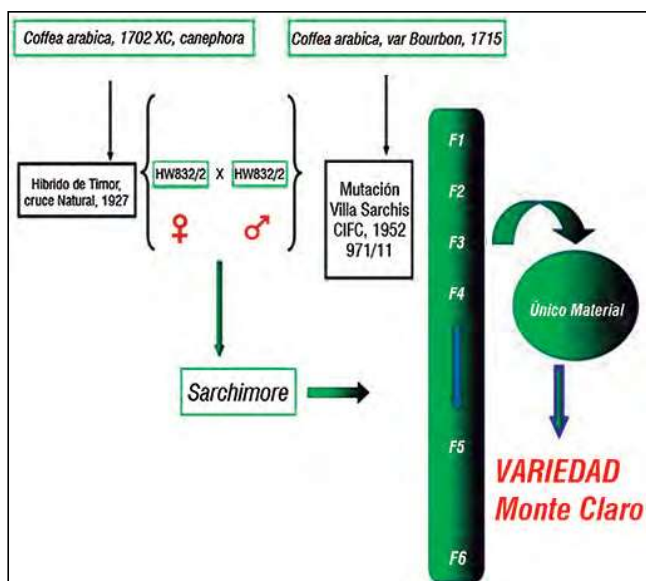 Coffea arabica, 1702 XC, canephora
Coffea arabica, var Bourbon, 1715
Hibrido de Timor,
cruce Natural, 1927
HW832/2 X HW832/2
♀ ♂
Mutación
Villa Sarchis
CIFC, 1952
971/11
Sarchimore
F1
F2
F3
F4
F5
F6
Único Material
VARIEDAD
Monte Claro